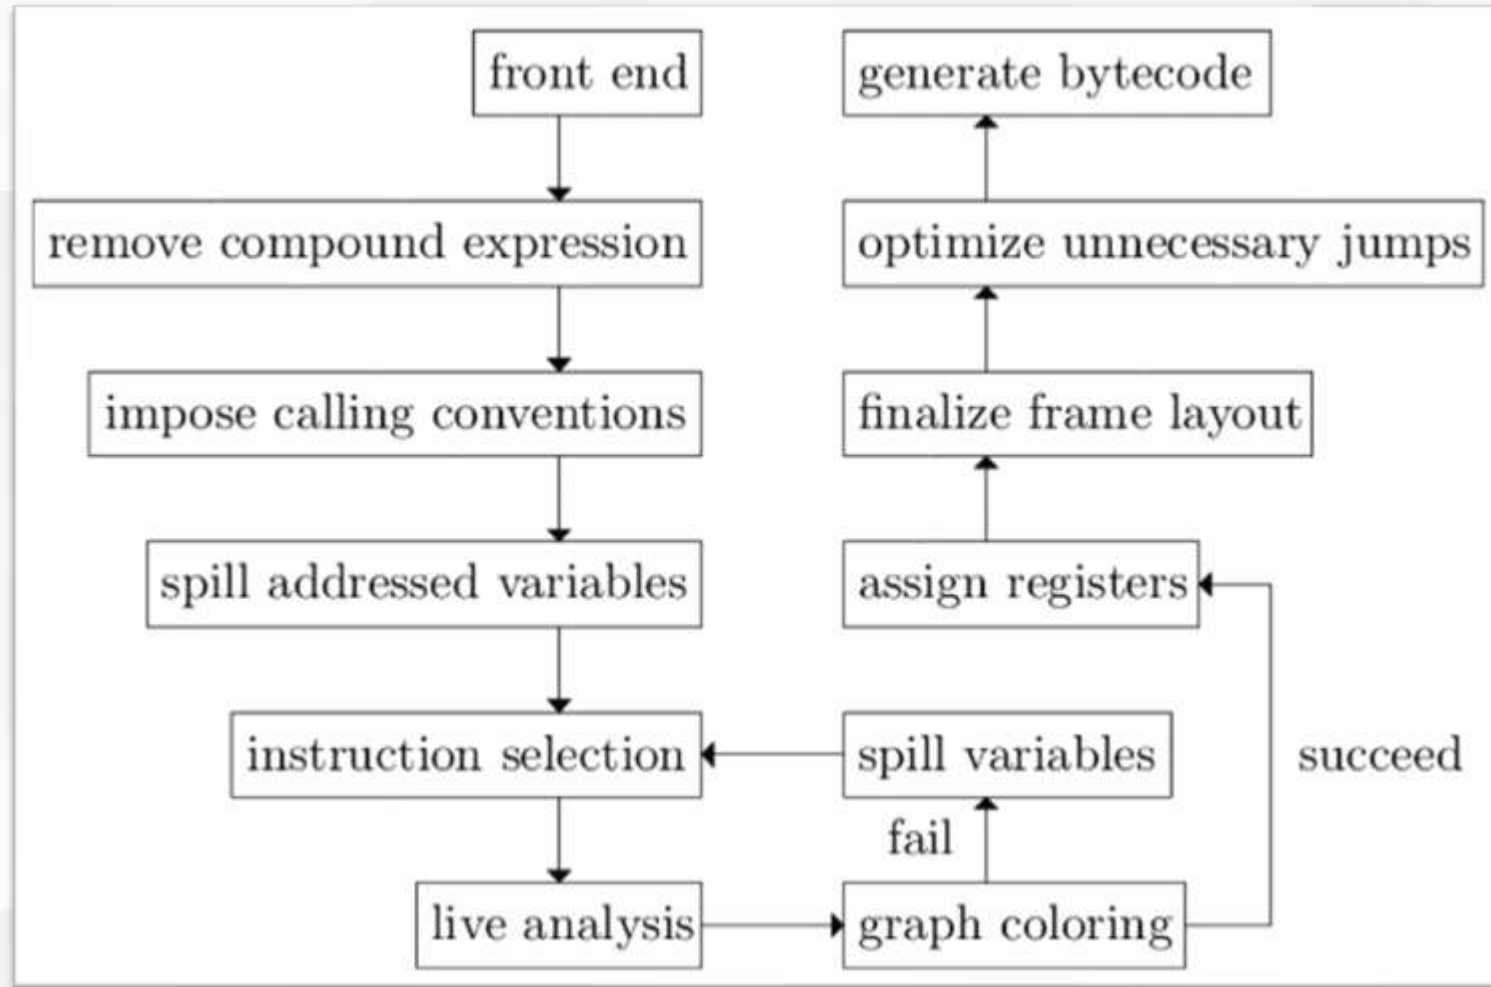 front end
generate bytecode
remove compound expression
optimize unnecessary jumps
impose calling conventions
finalize frame layout
spill addressed variables
assign registers
instruction selection
spill variables
succeed
fail
live analysis
graph coloring